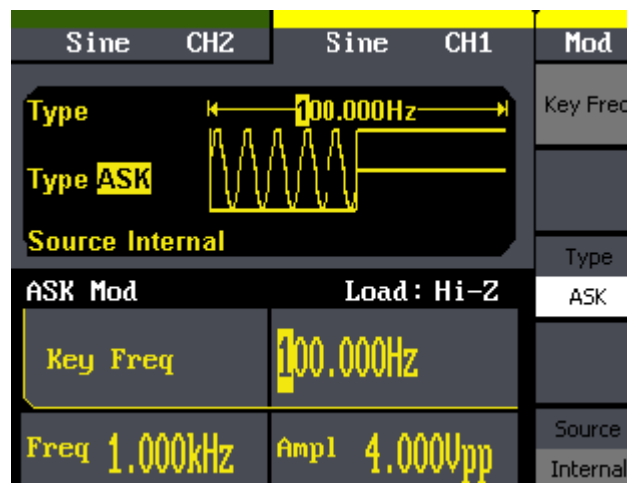 Sine CH2 Sine CH1 Mod
Type 100.000Hz Key Freq
Type ASK
Source Internal
Type
ASK Mod Load: Hi-Z ASK
Key Freq 100.000Hz
Freq 1.000kHz Ampl 4.000Vpp Source
Internal